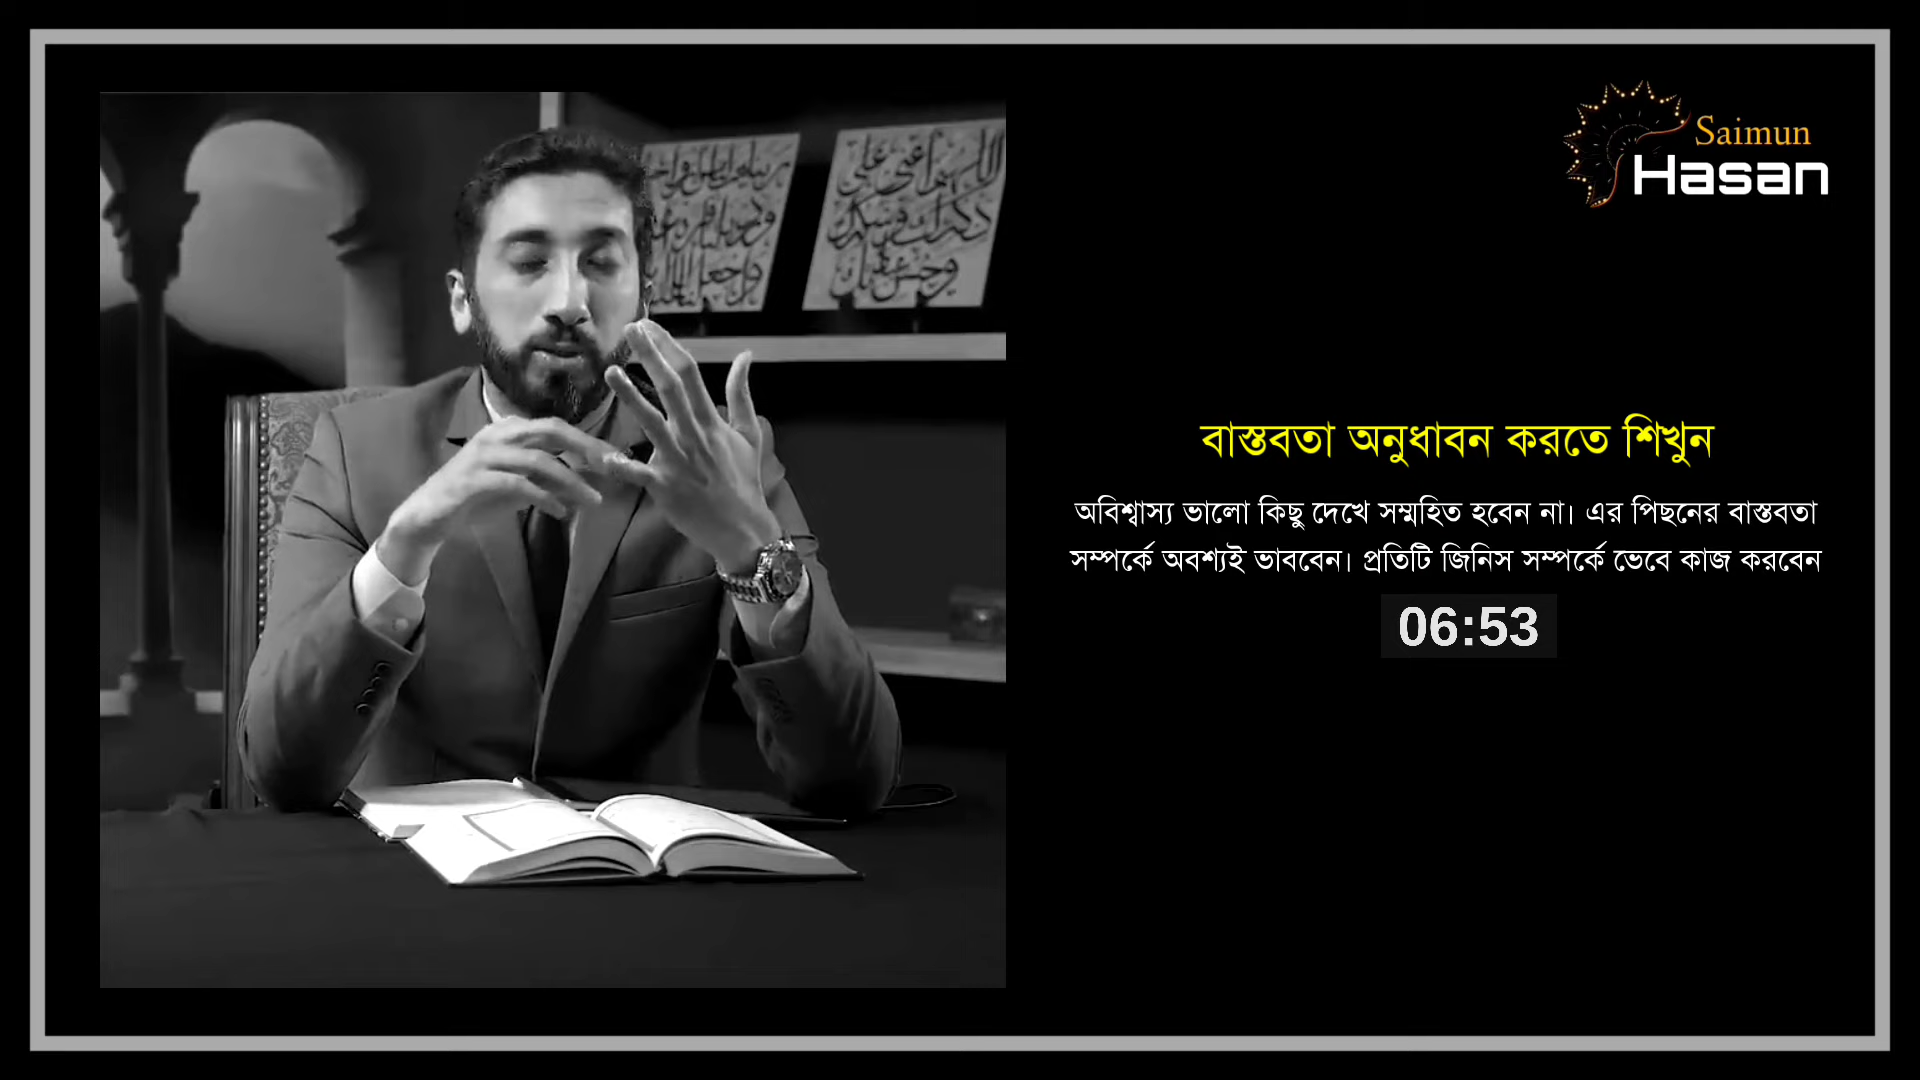 Saimun
Hasan
বাস্তবতা অনুধাবন করতে শিখুন
অবিশ্বাস্য ভালো কিছু দেখে সম্মহিত হবেন না। এর পিছনের বাস্তবতা
সম্পর্কে অবশ্যই ভাববেন। প্রতিটি জিনিস সম্পর্কে ভেবে কাজ করবেন
06:53